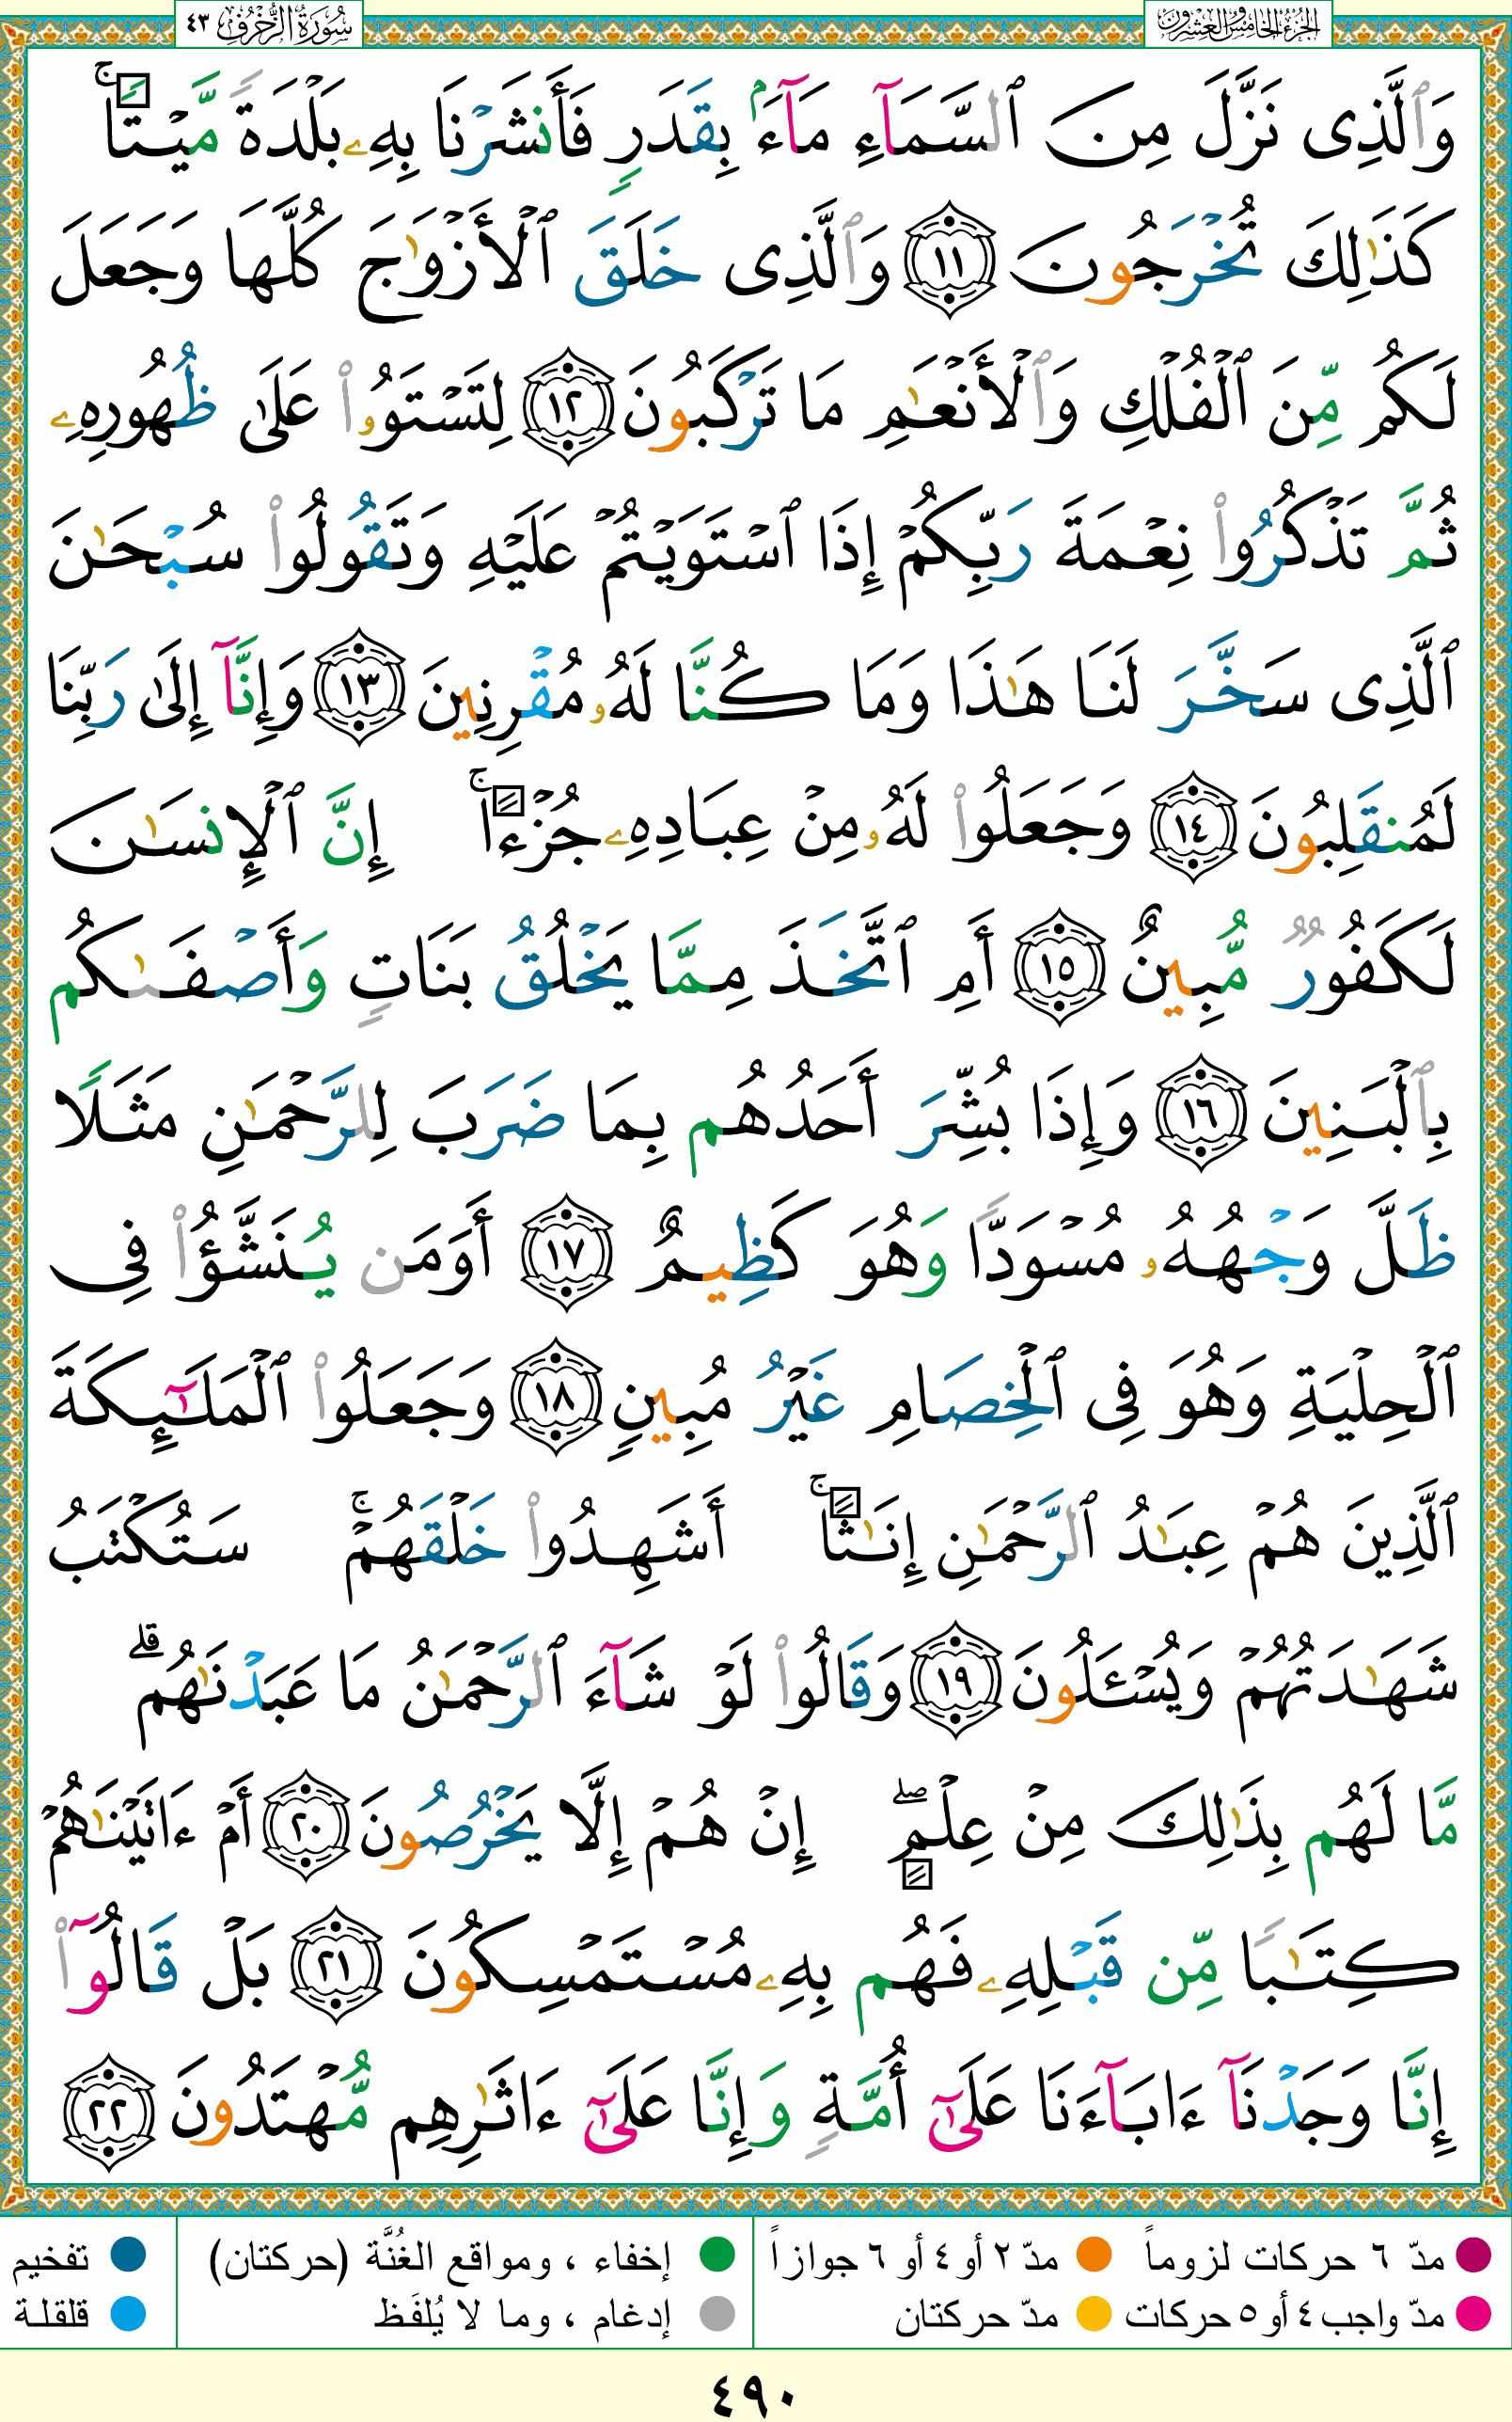 الجزء الخامس والعشرون
سُورَةُ الزُّخْرُفِ ٤٣
وَٱلَّذِى نَزَّلَ مِنَ ٱلسَّمَآءِ مَآءَۢ بِقَدَرٍ فَأَنشَرْنَا بِهِۦ بَلْدَةً مَّيْتًا ۚ
كَذَٰلِكَ تُخْرَجُونَ ١١ وَٱلَّذِى خَلَقَ ٱلْأَزْوَٰجَ كُلَّهَا وَجَعَلَ
لَكُم مِّنَ ٱلْفُلْكِ وَٱلْأَنْعَٰمِ مَا تَرْكَبُونَ ١٢ لِتَسْتَوُۥا۟ عَلَىٰ ظُهُورِهِۦ
ثُمَّ تَذْكُرُوا۟ نِعْمَةَ رَبِّكُمْ إِذَا ٱسْتَوَيْتُمْ عَلَيْهِ وَتَقُولُوا۟ سُبْحَٰنَ
ٱلَّذِى سَخَّرَ لَنَا هَٰذَا وَمَا كُنَّا لَهُۥ مُقْرِنِينَ ١٣ وَإِنَّآ إِلَىٰ رَبِّنَا
لَمُنقَلِبُونَ ١٤ وَجَعَلُوا۟ لَهُۥ مِنْ عِبَادِهِۦ جُزْءًا ۚ إِنَّ ٱلْإِنسَٰنَ
لَكَفُورٌ مُّبِينٌ ١٥ أَمِ ٱتَّخَذَ مِمَّا يَخْلُقُ بَنَاتٍ وَأَصْفَىٰكُم
بِٱلْبَنِينَ ١٦ وَإِذَا بُشِّرَ أَحَدُهُم بِمَا ضَرَبَ لِلرَّحْمَٰنِ مَثَلًا
ظَلَّ وَجْهُهُۥ مُسْوَدًّا وَهُوَ كَظِيمٌ ١٧ أَوَمَن يُنَشَّؤُا۟ فِى
ٱلْحِلْيَةِ وَهُوَ فِى ٱلْخِصَامِ غَيْرُ مُبِينٍ ١٨ وَجَعَلُوا۟ ٱلْمَلَٰٓئِكَةَ
ٱلَّذِينَ هُمْ عِبَٰدُ ٱلرَّحْمَٰنِ إِنَٰثًا ۚ أَشَهِدُوا۟ خَلْقَهُمْ ۚ سَتُكْتَبُ
شَهَٰدَتُهُمْ وَيُسْـَٔلُونَ ١٩ وَقَالُوا۟ لَوْ شَآءَ ٱلرَّحْمَٰنُ مَا عَبَدْنَٰهُم ۗ
مَّا لَهُم بِذَٰلِكَ مِنْ عِلْمٍ ۖ إِنْ هُمْ إِلَّا يَخْرُصُونَ ٢٠ أَمْ ءَاتَيْنَٰهُمْ
كِتَٰبًا مِّن قَبْلِهِۦ فَهُم بِهِۦ مُسْتَمْسِكُونَ ٢١ بَلْ قَالُوٓا۟
إِنَّا وَجَدْنَآ ءَابَآءَنَا عَلَىٰٓ أُمَّةٍ وَإِنَّا عَلَىٰٓ ءَاثَٰرِهِم مُّهْتَدُونَ ٢٢
مدّ ٦ حركات لزوماً مدّ ٢ أو ٤ أو ٦ جوازاً إخفاء ، ومواقع الغُنَّة (حركتان) تفخيم
مدّ واجب ٤ أو ٥ حركات مدّ حركتان إدغام ، وما لا يُلفَظ قلقلة
٤٩٠